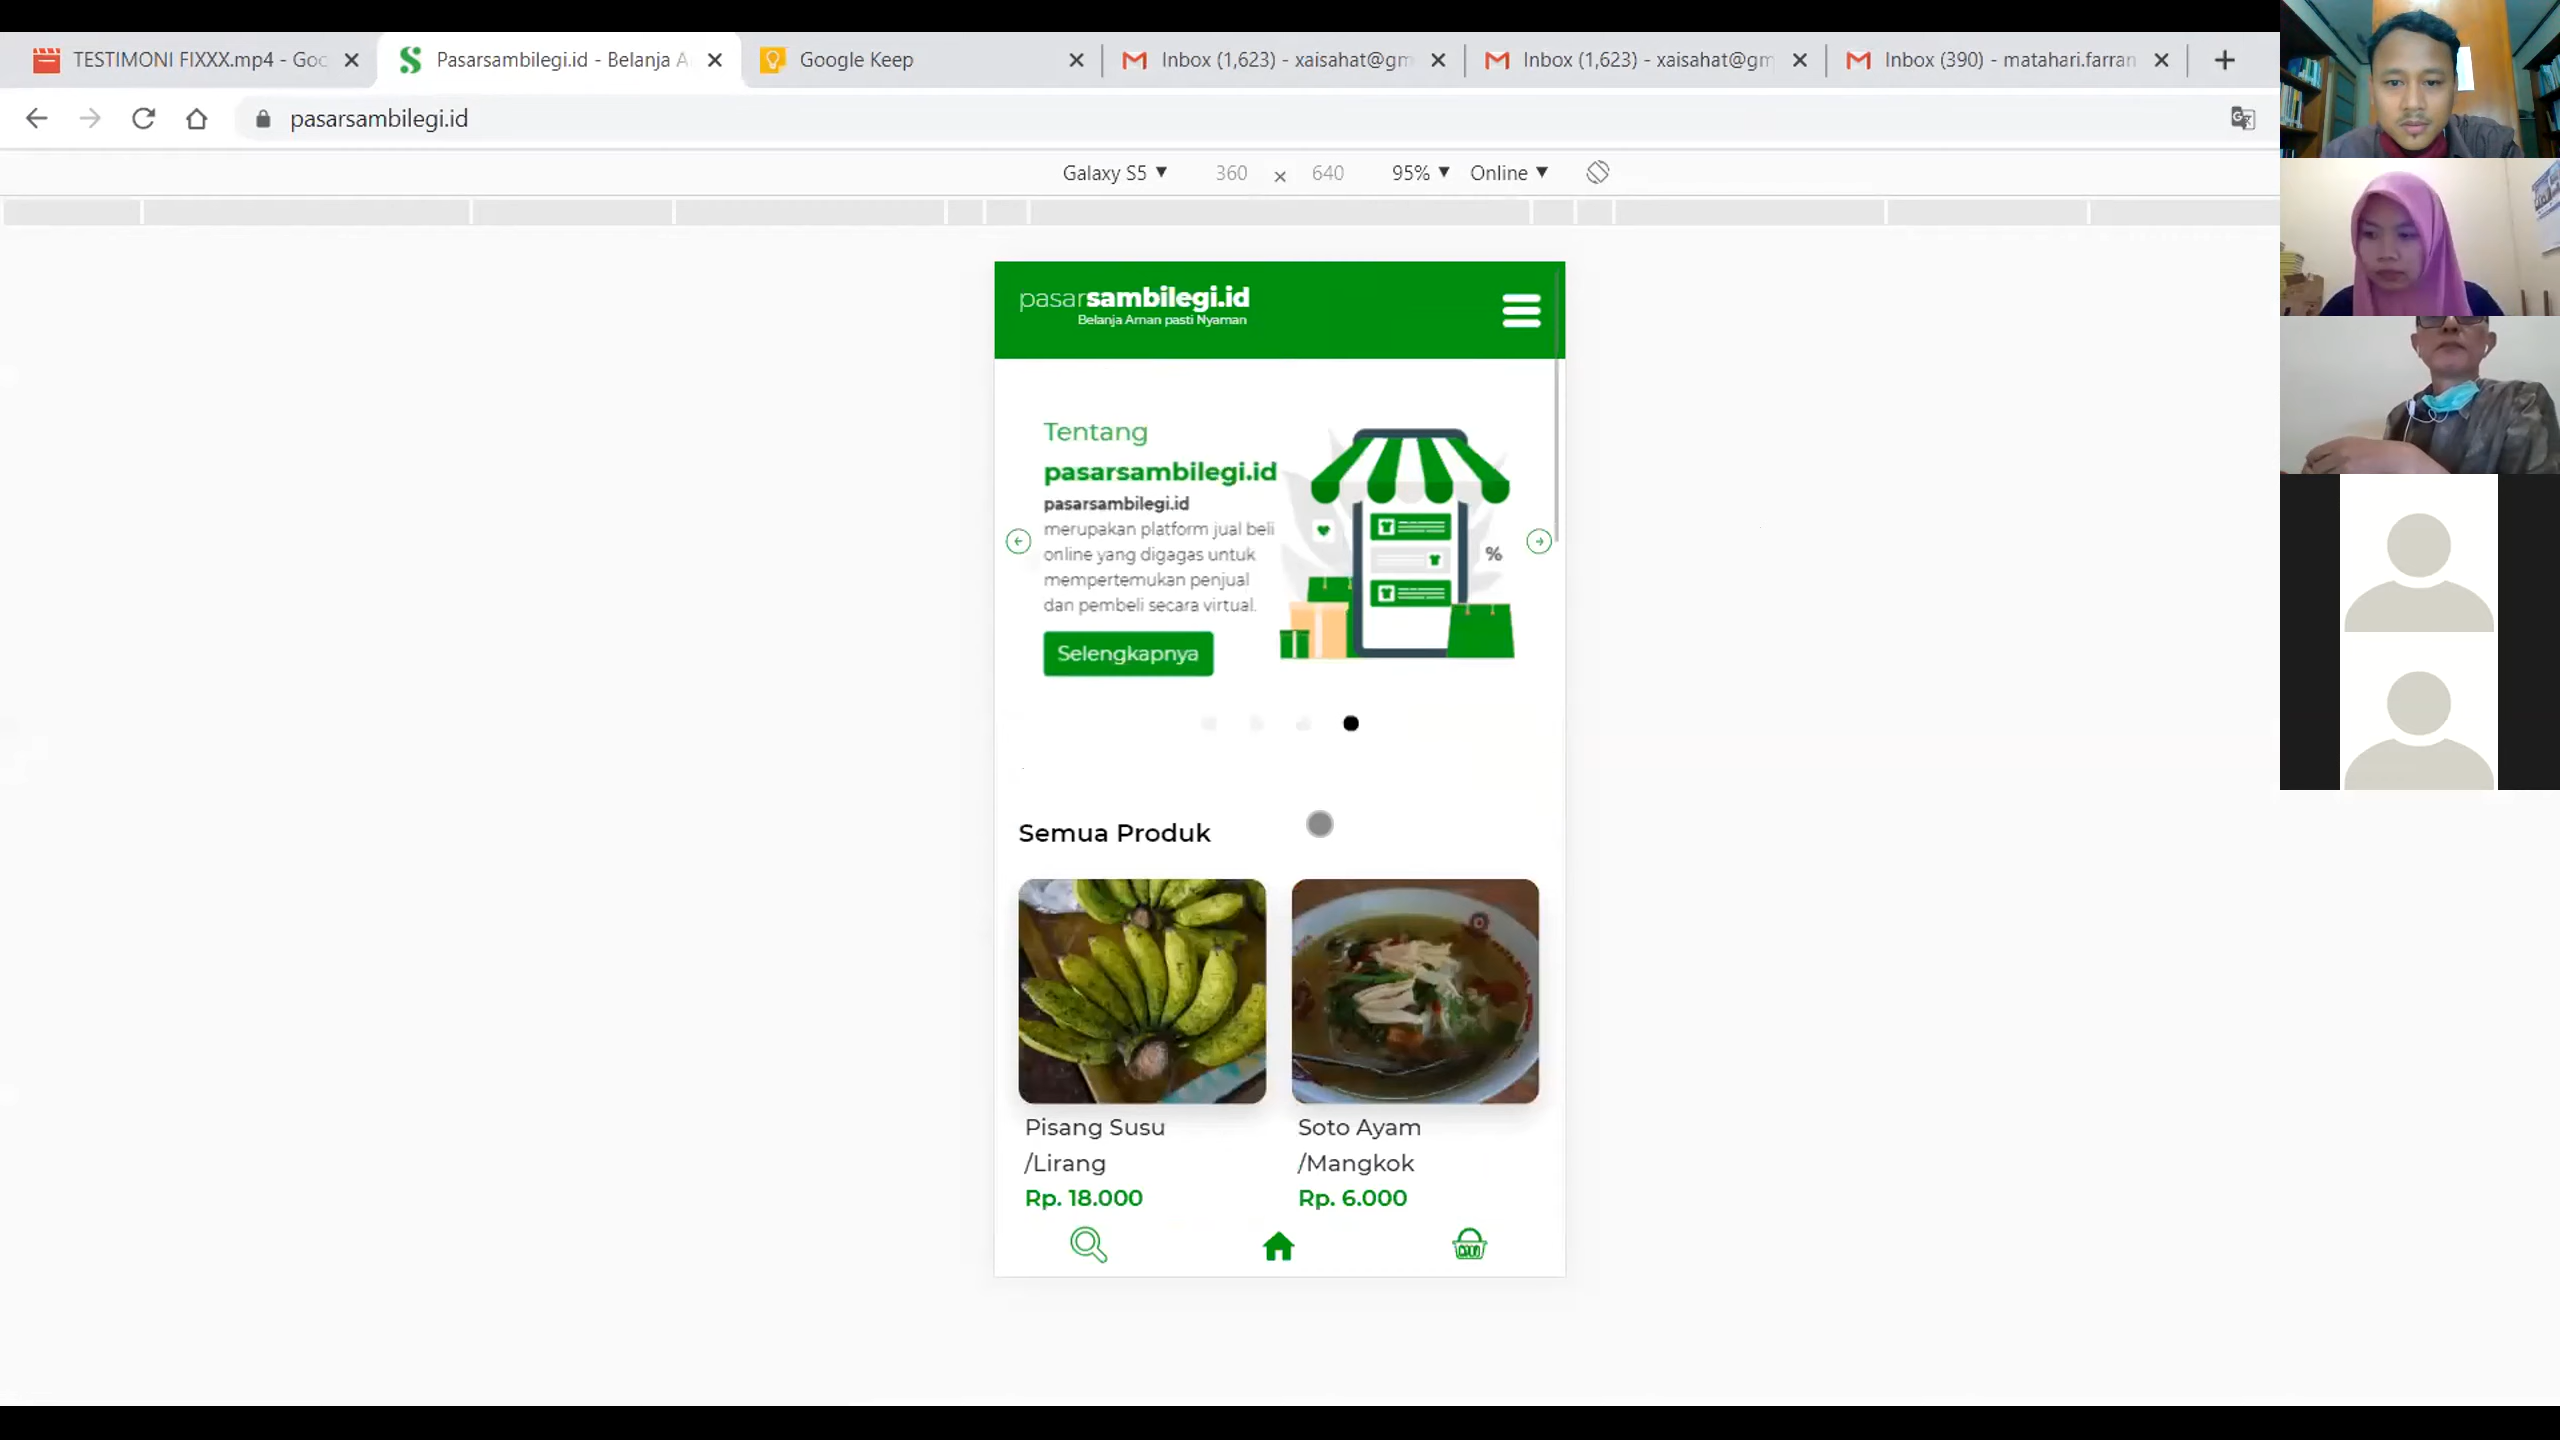 TESTIMONI FIXXX.mp4 - Goo
Pasarsambilegi.id - Belanja A
Google Keep
Inbox (1,623) - xaisahat@gm
Inbox (1,623) - xaisahat@gm
Inbox (390) - matahari.farran
pasarsambilegi.id
Galaxy S5 360 × 640 95% Online
pasarsambilegi.id
Belanja Aman pasti Nyaman
Tentang
pasarsambilegi.id
pasarsambilegi.id
merupakan platform jual beli
online yang digagas untuk
mempertemukan penjual
dan pembeli secara virtual.
%
Selengkapnya
Semua Produk
Pisang Susu
/Lirang
Rp. 18.000
Soto Ayam
/Mangkok
Rp. 6.000